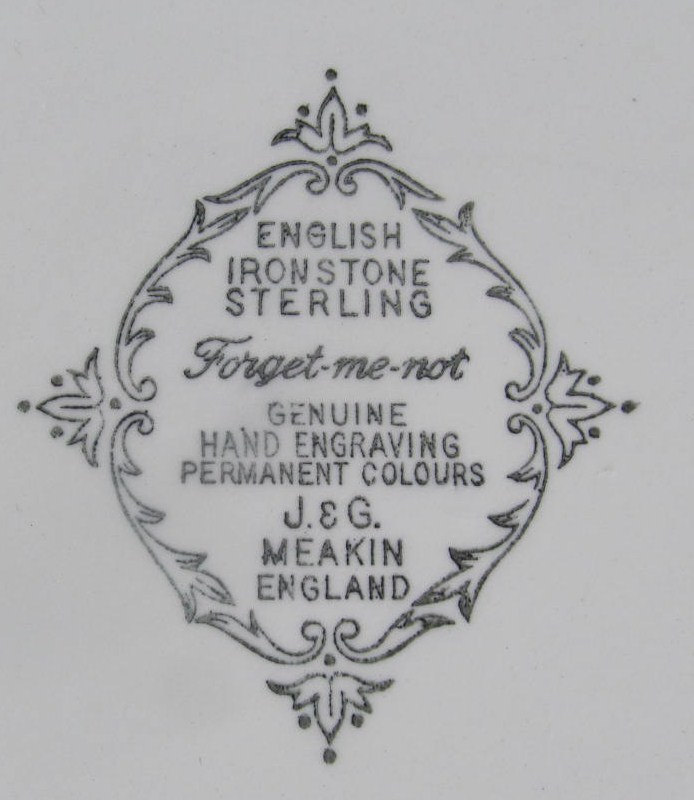 ENGLISH
IRONSTONE
STERLING
Forget-me-not
GENUINE
HAND ENGRAVING
PERMANENT COLOURS
J. & G.
MEAKIN
ENGLAND